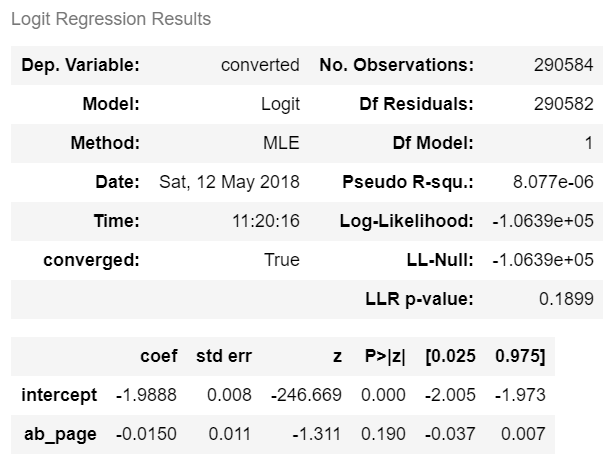 Logit Regression Results
Dep. Variable: converted No. Observations: 290584
Model: Logit Df Residuals: 290582
Method: MLE Df Model: 1
Date: Sat, 12 May 2018 Pseudo R-squ.: 8.077e-06
Time: 11:20:16 Log-Likelihood: -1.0639e+05
converged: True LL-Null: -1.0639e+05
LLR p-value: 0.1899
coef std err z P>|z| [0.025 0.975]
intercept -1.9888 0.008 -246.669 0.000 -2.005 -1.973
ab_page -0.0150 0.011 -1.311 0.190 -0.037 0.007